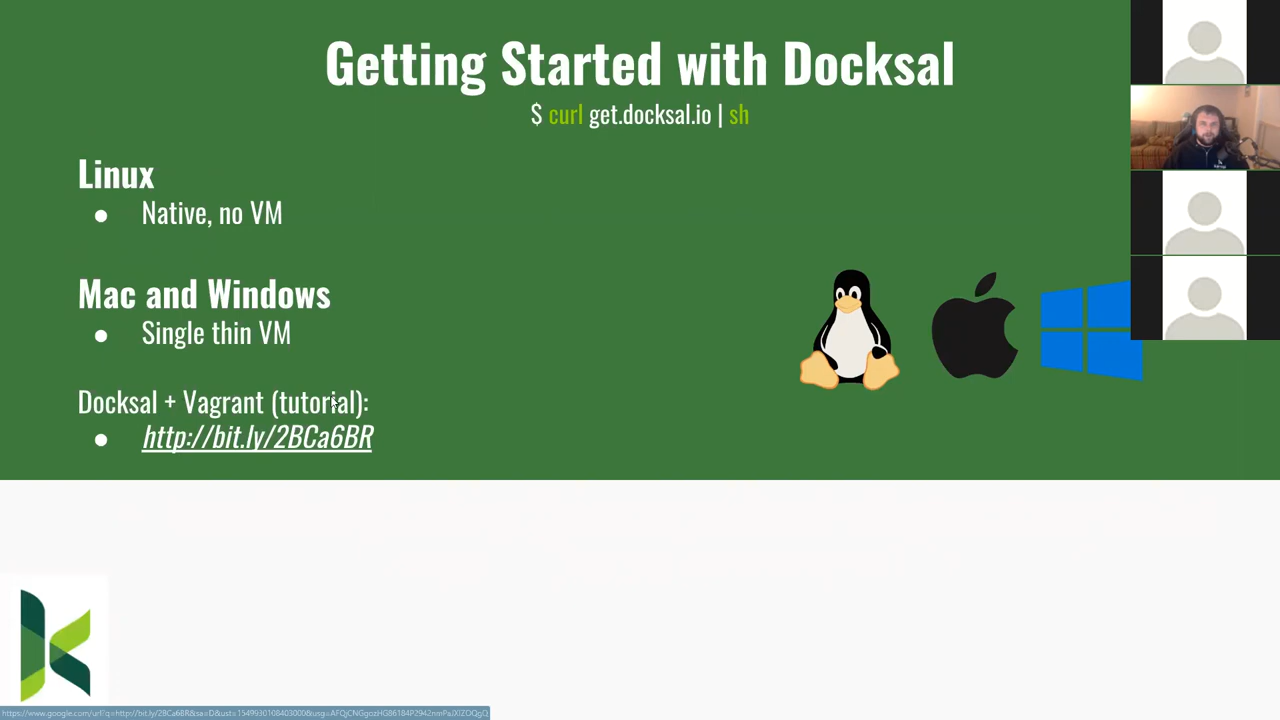 Getting Started with Docksal
$ curl get.docksal.io | sh
Linux
● Native, no VM
Mac and Windows
● Single thin VM
Docksal + Vagrant (tutorial):
● http://bit.ly/2BCa6BR